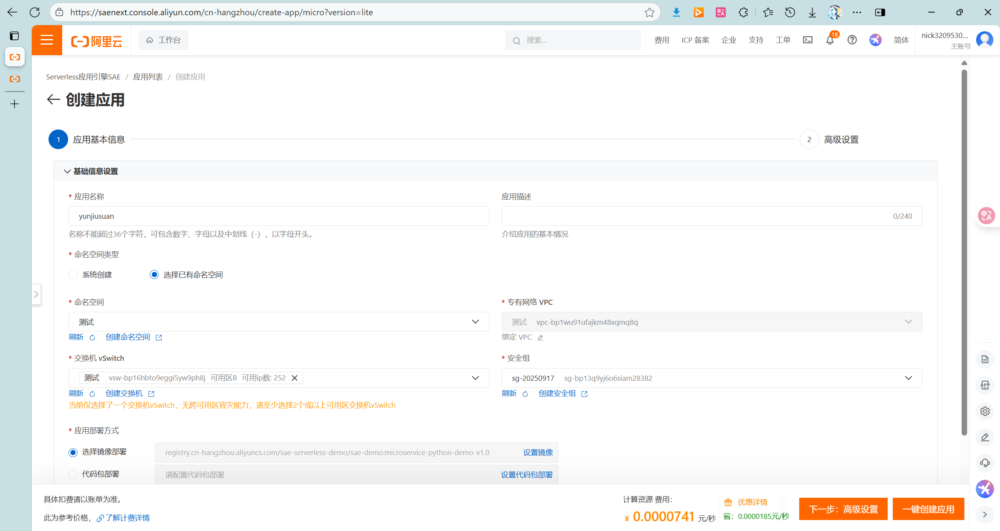 https://saenext.console.aliyun.com/cn-hangzhou/create-app/micro?version=lite
阿里云
工作台
搜索...
费用
ICP 备案
企业
支持
工单
18
简体
nick3209530...
主账号
Serverless应用引擎SAE / 应用列表 / 创建应用
创建应用
1 应用基本信息
2 高级设置
基础信息设置
* 应用名称
应用描述
yunjiusuan
0/240
名称不能超过36个字符，可包含数字、字母以及中划线（-），以字母开头。
介绍应用的基本情况
* 命名空间类型
系统创建
选择已有命名空间
* 命名空间
* 专有网络 VPC
测试
测试 vpc-bp1wu91ufajkm48xqmq8q
刷新 创建命名空间
绑定 VPC
* 交换机 vSwitch
* 安全组
测试 vsw-bp16hbto9eggi5yw9ph8j 可用区B 可用ip数: 252
sg-20250917 sg-bp13q9yj6o6siam28382
刷新 创建交换机
刷新 创建安全组
当前仅选择了一个交换机vSwitch，无跨可用区容灾能力，请至少选择2个或以上可用区交换机vSwitch
* 应用部署方式
选择镜像部署
registry.cn-hangzhou.aliyuncs.com/sae-serverless-demo/sae-demo:microservice-python-demo-v1.0
设置镜像
代码包部署
请配置代码包部署
设置代码包部署
具体扣费请以账单为准。
此为参考价格，了解计费详情
计算资源 费用：
¥ 0.0000741 元/秒
优惠详情
省：0.0000185元/秒
下一步：高级设置
一键创建应用
中A
APP